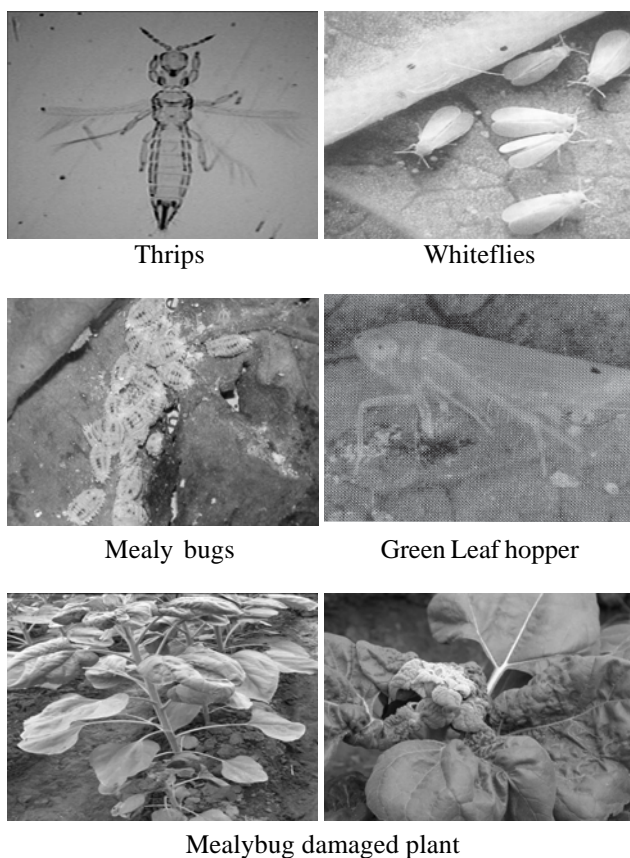 Thrips
Whiteflies
Mealy bugs
Green Leaf hopper
Mealybug damaged plant